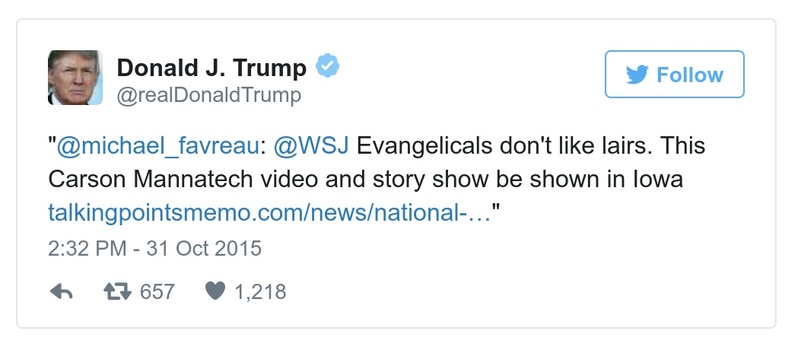 Donald J. Trump
@realDonaldTrump
Follow
"@michael_favreau: @WSJ Evangelicals don't like lairs. This
Carson Mannatech video and story show be shown in Iowa
talkingpointsmemo.com/news/national-…"
2:32 PM - 31 Oct 2015
657 1,218